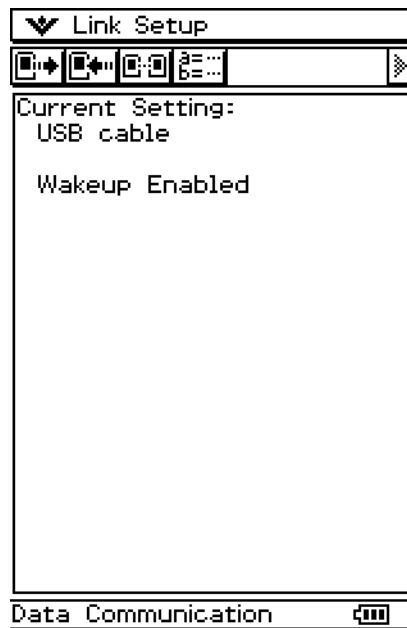 Link Setup
a=...
b=...
Current Setting:
USB cable
Wakeup Enabled
Data Communication